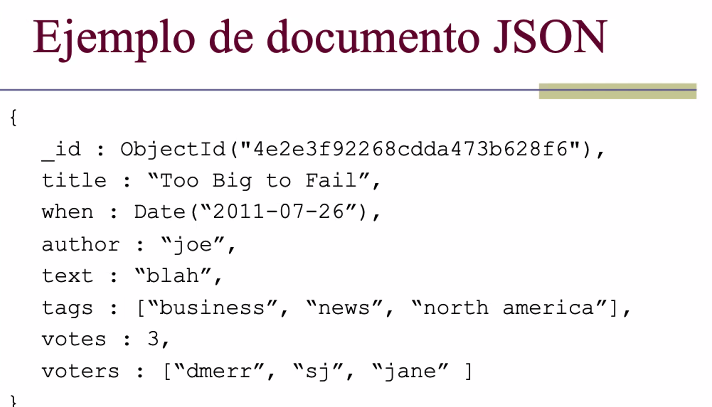 Ejemplo de documento JSON
{
_id : ObjectId("4e2e3f92268cdda473b628f6"),
title : “Too Big to Fail”,
when : Date(“2011-07-26”),
author : “joe”,
text : “blah”,
tags : [“business”, “news”, “north america”],
votes : 3,
voters : [“dmerr”, “sj”, “jane” ]
}